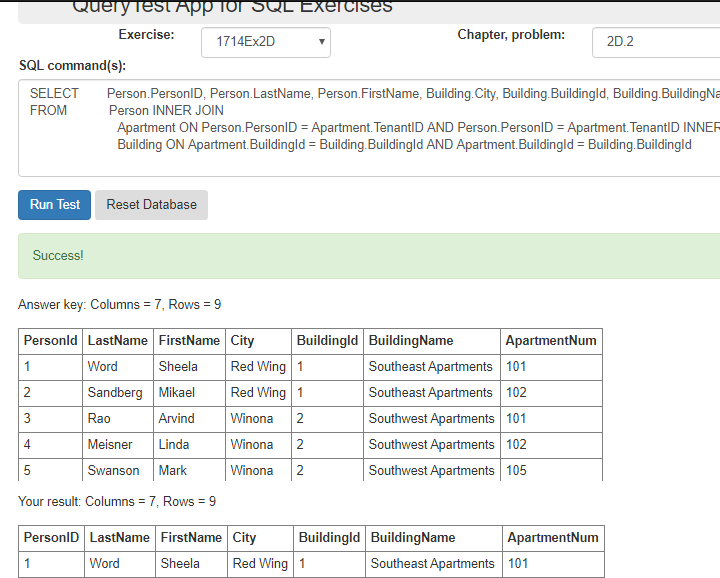 QueryTest App for SQL Exercises
Exercise: 1714Ex2D Chapter, problem: 2D.2
SQL command(s):
SELECT Person.PersonID, Person.LastName, Person.FirstName, Building.City, Building.BuildingId, Building.BuildingNa
FROM Person INNER JOIN
Apartment ON Person.PersonID = Apartment.TenantID AND Person.PersonID = Apartment.TenantID INNER
Building ON Apartment.BuildingId = Building.BuildingId AND Apartment.BuildingId = Building.BuildingId
Run Test Reset Database
Success!
Answer key: Columns = 7, Rows = 9
PersonId LastName FirstName City BuildingId BuildingName ApartmentNum
1 Word Sheela Red Wing 1 Southeast Apartments 101
2 Sandberg Mikael Red Wing 1 Southeast Apartments 102
3 Rao Arvind Winona 2 Southwest Apartments 101
4 Meisner Linda Winona 2 Southwest Apartments 102
5 Swanson Mark Winona 2 Southwest Apartments 105
Your result: Columns = 7, Rows = 9
PersonID LastName FirstName City BuildingId BuildingName ApartmentNum
1 Word Sheela Red Wing 1 Southeast Apartments 101